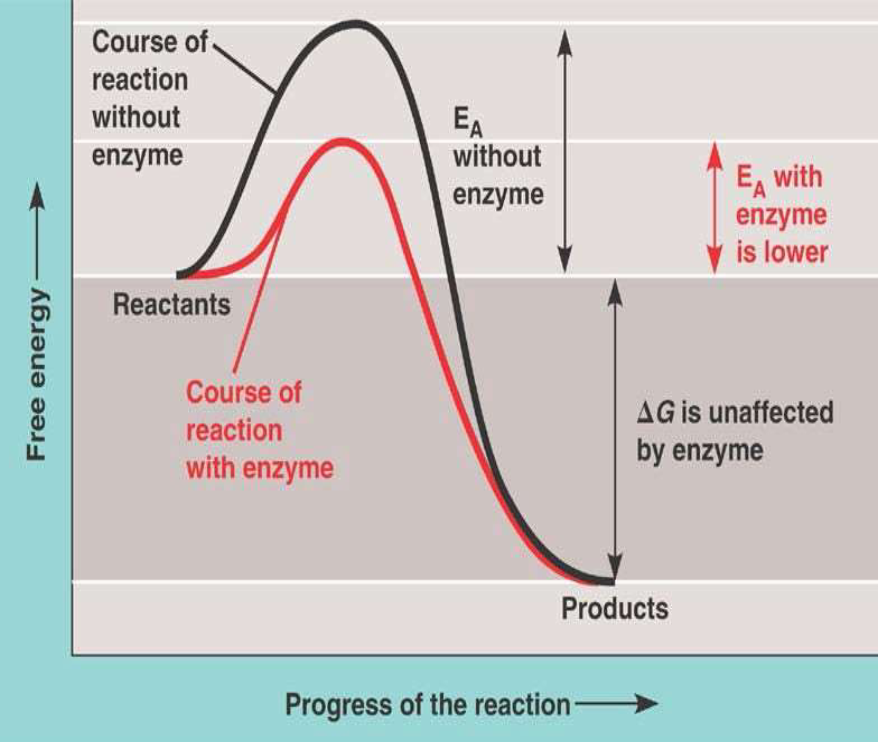 Course of
reaction
without
enzyme
E_A
without
enzyme
E_A with
enzyme
is lower
Reactants
Course of
reaction
with enzyme
ΔG is unaffected
by enzyme
Products
Free energy
Progress of the reaction